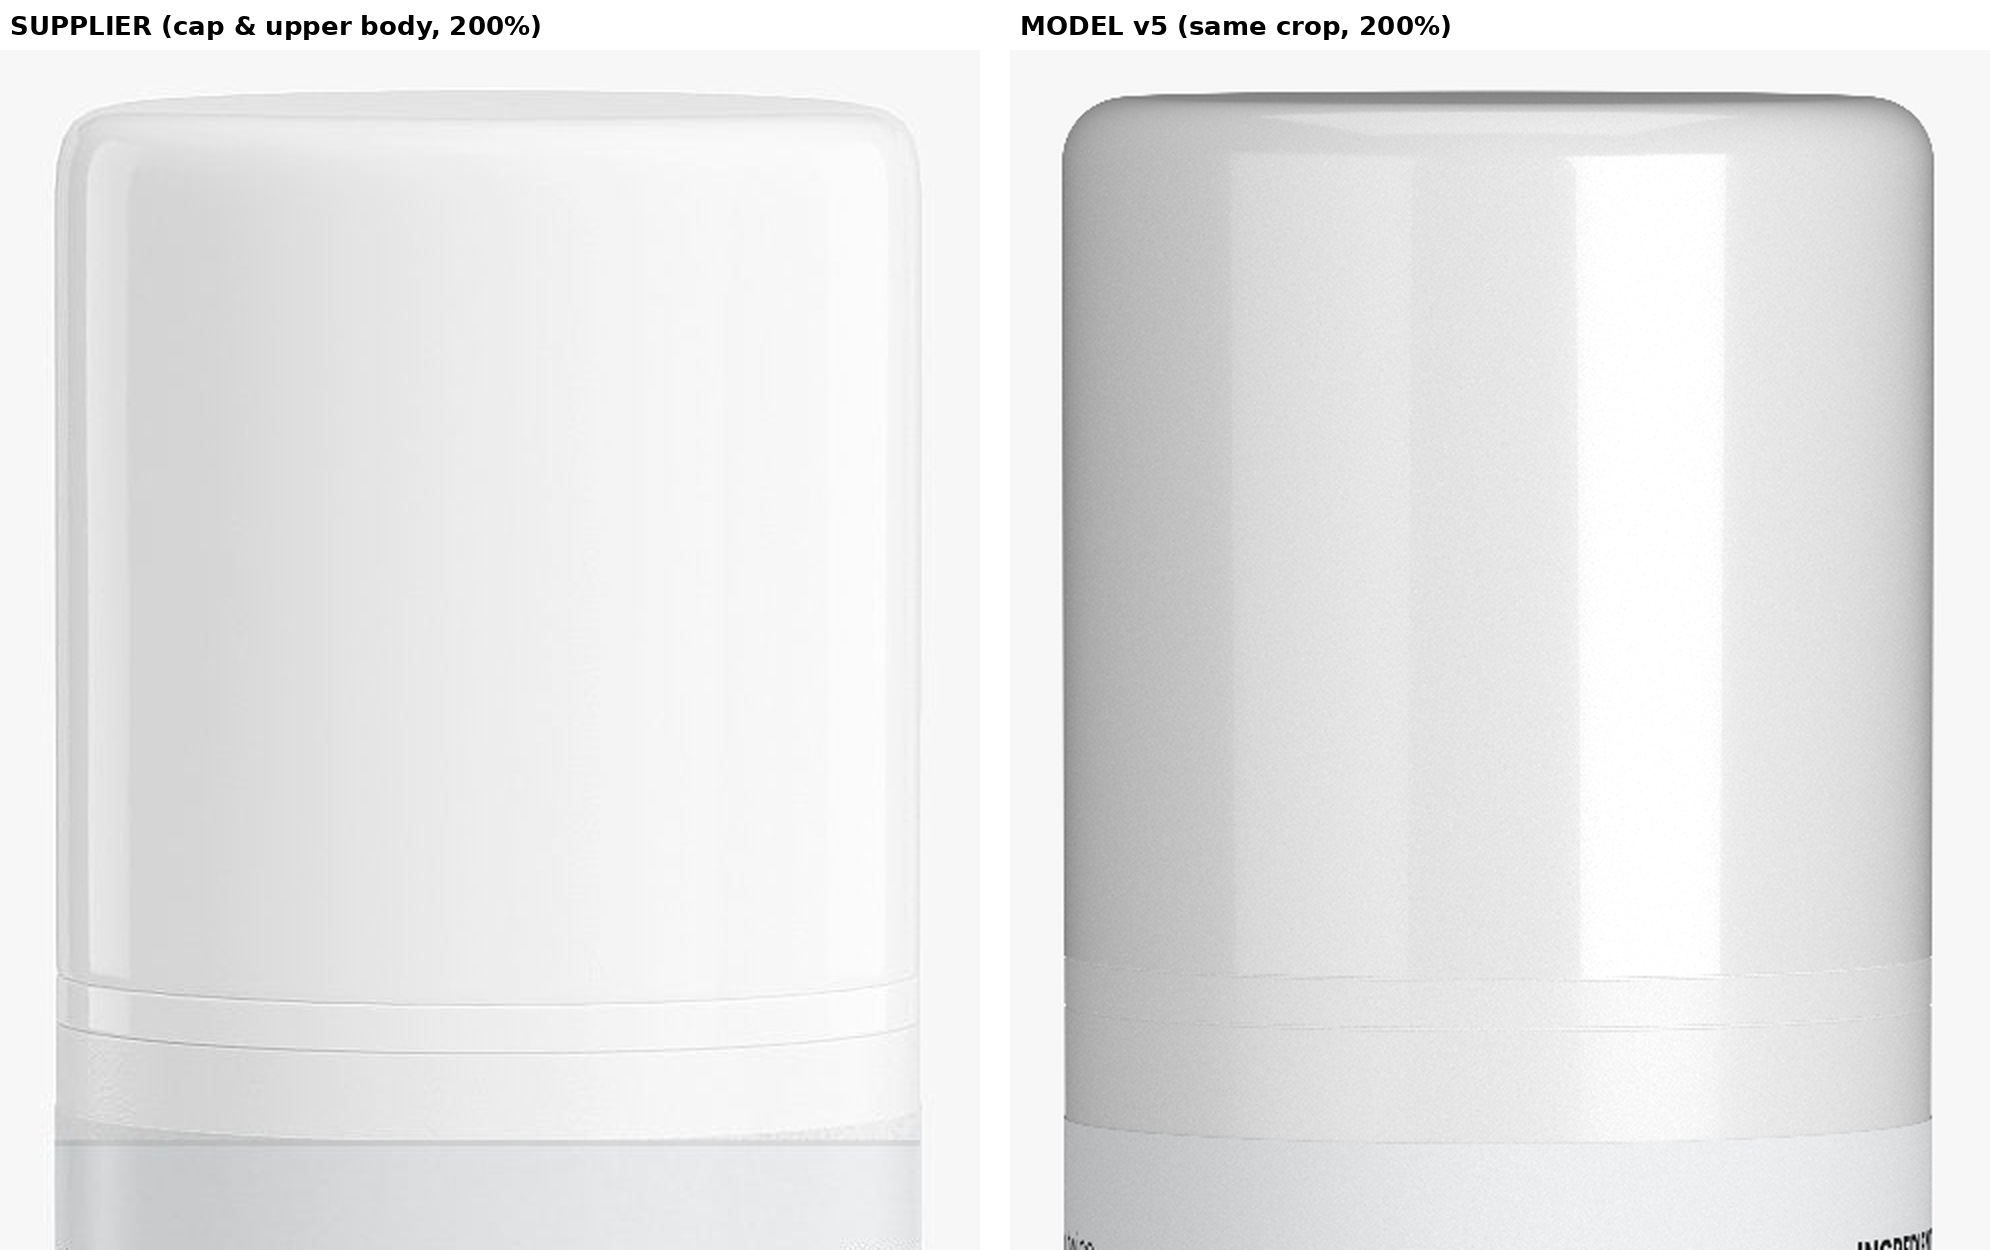 SUPPLIER (cap & upper body, 200%)
MODEL v5 (same crop, 200%)